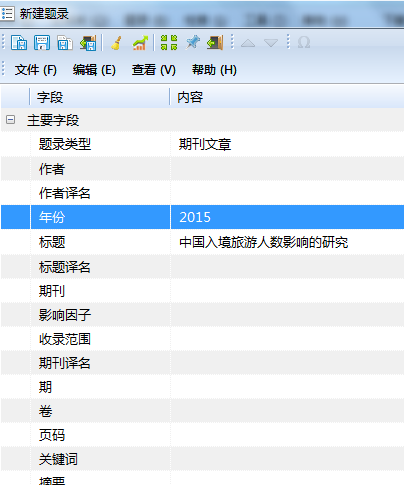 新建题录
文件 (F) 编辑 (E) 查看 (V) 帮助 (H)
字段 内容
主要字段
题录类型 期刊文章
作者
作者译名
年份 2015
标题 中国入境旅游人数影响的研究
标题译名
期刊
影响因子
收录范围
期刊译名
期
卷
页码
关键词
摘要